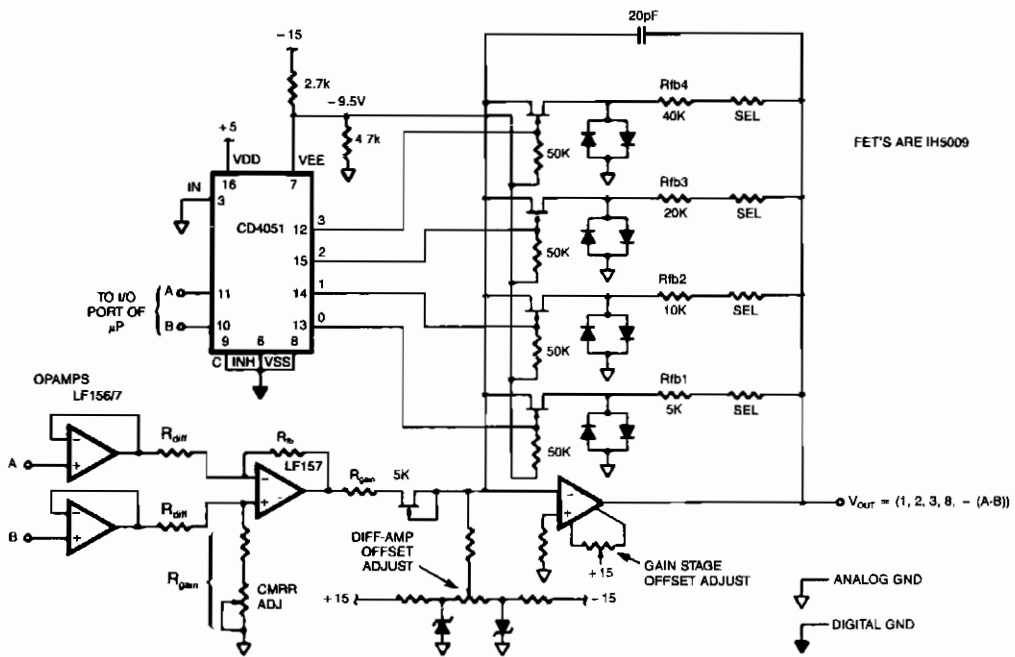 20pF
−15
2.7k
−9.5V
+5
4.7k
VDD
VEE
IN
16
7
3
CD4051
12
3
15
2
14
1
13
0
TO I/O
PORT OF
µP
A
11
B
10
9
6
8
C
INH
VSS
Rfb4
40K
SEL
50K
FET'S ARE IH5009
Rfb3
20K
SEL
50K
Rfb2
10K
SEL
50K
Rfb1
5K
SEL
50K
OPAMPS
LF156/7
A
−
+
Rdiff
Rfb
LF157
−
+
Rgain
5K
B
−
+
Rdiff
Rgain
CMRR
ADJ
DIFF-AMP
OFFSET
ADJUST
+15
−15
−
+
+15
GAIN STAGE
OFFSET ADJUST
VOUT = (1, 2, 3, 8, − (A-B))
ANALOG GND
DIGITAL GND